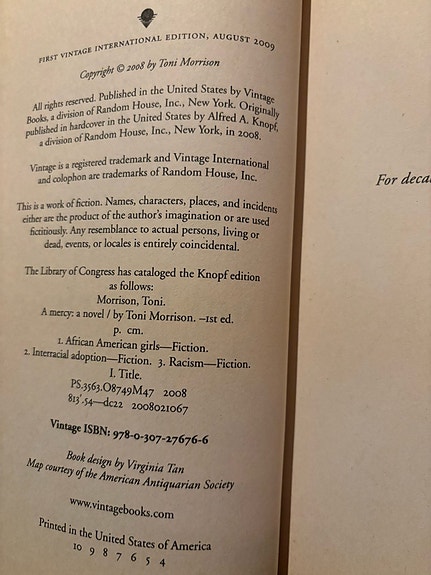 FIRST VINTAGE INTERNATIONAL EDITION, AUGUST 2009
Copyright © 2008 by Toni Morrison
All rights reserved. Published in the United States by Vintage
Books, a division of Random House, Inc., New York. Originally
published in hardcover in the United States by Alfred A. Knopf,
a division of Random House, Inc., New York, in 2008.
Vintage is a registered trademark and Vintage International
and colophon are trademarks of Random House, Inc.
This is a work of fiction. Names, characters, places, and incidents
either are the product of the author's imagination or are used
fictitiously. Any resemblance to actual persons, living or
dead, events, or locales is entirely coincidental.
The Library of Congress has cataloged the Knopf edition
as follows:
Morrison, Toni.
A mercy: a novel / by Toni Morrison. –1st ed.
p. cm.
1. African American girls—Fiction.
2. Interracial adoption—Fiction. 3. Racism—Fiction.
I. Title.
PS.3563.O8749M47 2008
813'.54—dc22 2008021067
Vintage ISBN: 978-0-307-27676-6
Book design by Virginia Tan
Map courtesy of the American Antiquarian Society
www.vintagebooks.com
Printed in the United States of America
10 9 8 7 6 5 4
For deca